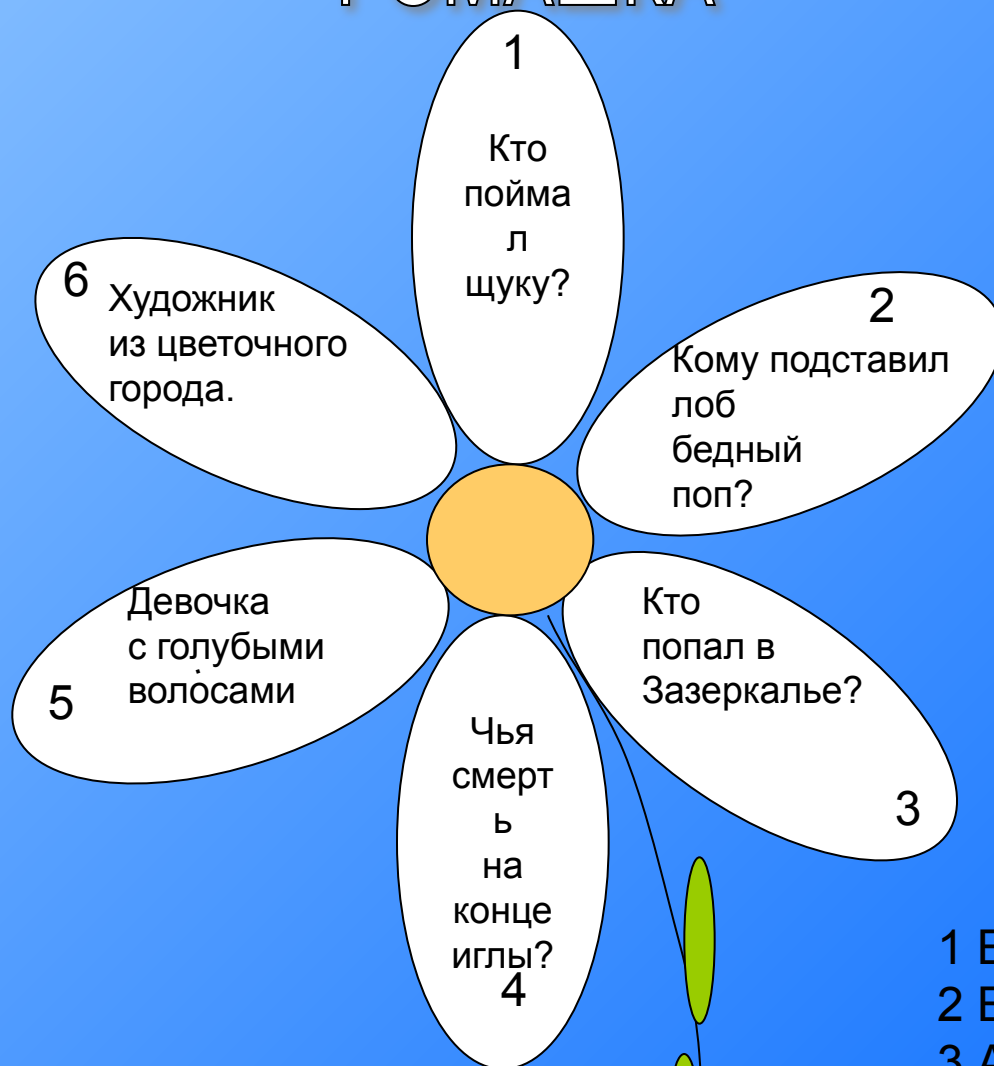 1
Кто
пойма
л
щуку?
2
Кому подставил
лоб
бедный
поп?
Кто
попал в
Зазеркалье?
3
Чья
смерт
ь
на
конце
иглы?
4
Девочка
с голубыми
волосами
5
6
Художник
из цветочного
города.
1
2
3